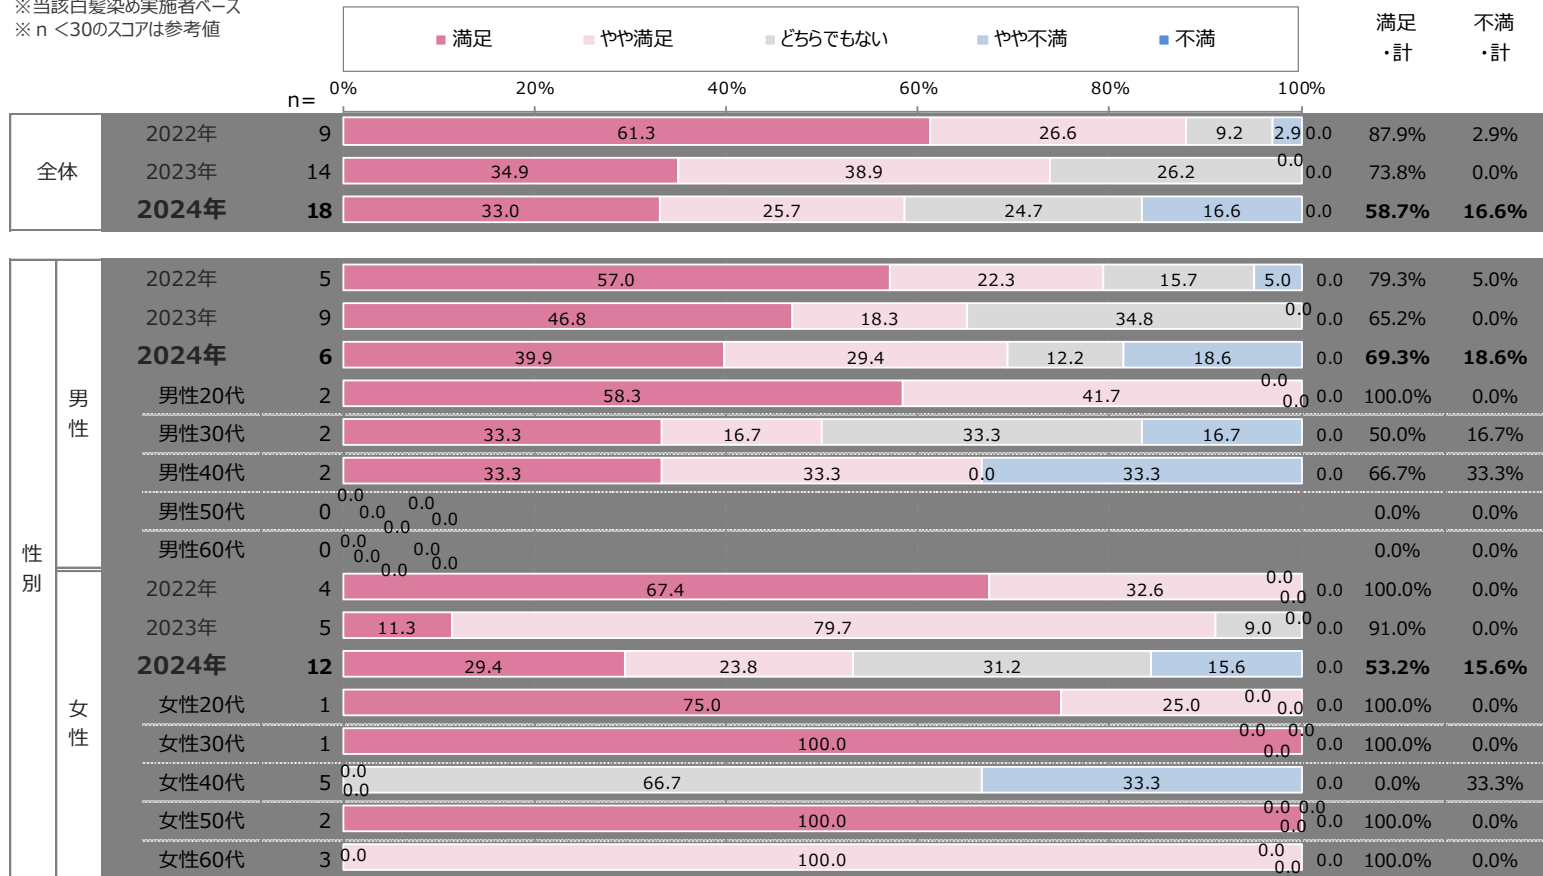 ※当該白髪染め実施者ベース
※ n <30のスコアは参考値
満足 やや満足 どちらでもない やや不満 不満
満足・計 不満・計
n= 0% 20% 40% 60% 80% 100%
全体
2022年 9 61.3 26.6 9.2 2.9 0.0 87.9% 2.9%
2023年 14 34.9 38.9 26.2 0.0 0.0 73.8% 0.0%
2024年 18 33.0 25.7 24.7 16.6 0.0 58.7% 16.6%
性別
男性
2022年 5 57.0 22.3 15.7 5.0 0.0 79.3% 5.0%
2023年 9 46.8 18.3 34.8 0.0 0.0 65.2% 0.0%
2024年 6 39.9 29.4 12.2 18.6 0.0 69.3% 18.6%
男性20代 2 58.3 41.7 0.0 0.0 0.0 100.0% 0.0%
男性30代 2 33.3 16.7 33.3 16.7 0.0 50.0% 16.7%
男性40代 2 33.3 33.3 0.0 33.3 0.0 66.7% 33.3%
男性50代 0 0.0 0.0 0.0 0.0 0.0 0.0% 0.0%
男性60代 0 0.0 0.0 0.0 0.0 0.0 0.0% 0.0%
女性
2022年 4 67.4 32.6 0.0 0.0 0.0 100.0% 0.0%
2023年 5 11.3 79.7 9.0 0.0 0.0 91.0% 0.0%
2024年 12 29.4 23.8 31.2 15.6 0.0 53.2% 15.6%
女性20代 1 75.0 25.0 0.0 0.0 0.0 100.0% 0.0%
女性30代 1 100.0 0.0 0.0 0.0 0.0 100.0% 0.0%
女性40代 5 0.0 0.0 66.7 33.3 0.0 0.0% 33.3%
女性50代 2 100.0 0.0 0.0 0.0 0.0 100.0% 0.0%
女性60代 3 0.0 100.0 0.0 0.0 0.0 100.0% 0.0%